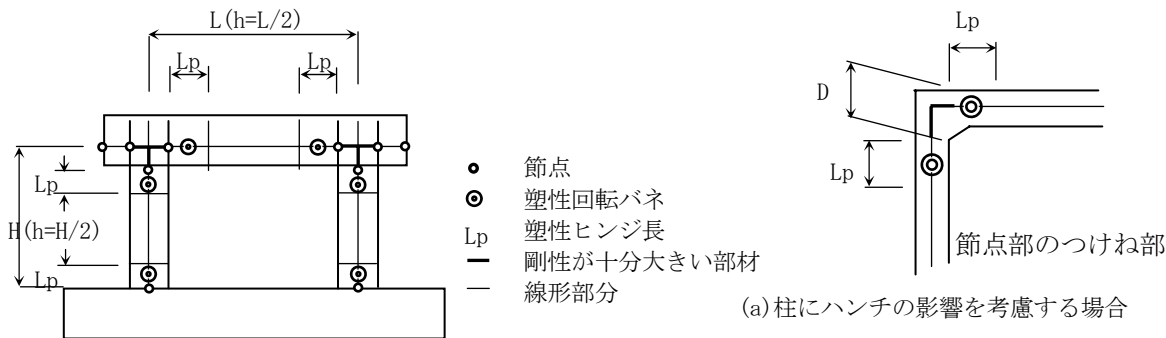 L(h=L/2)
Lp
Lp
Lp
H(h=H/2)
Lp
節点
塑性回転バネ
Lp 塑性ヒンジ長
剛性が十分大きい部材
線形部分
Lp
D
Lp
節点部のつけね部
(a)柱にハンチの影響を考慮する場合